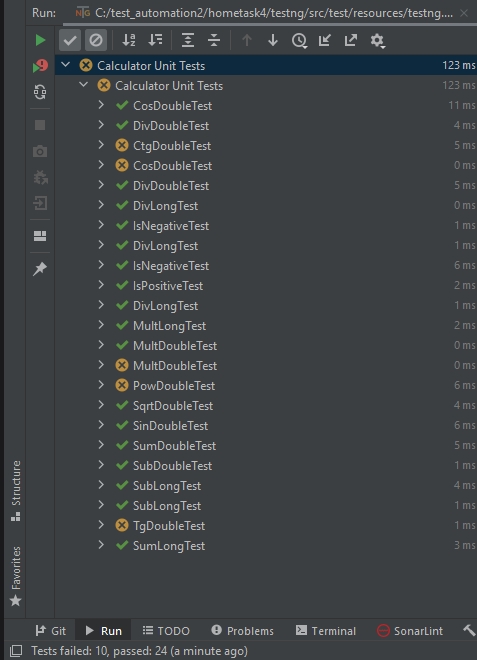 Run: C:/test_automation2/hometask4/testng/src/test/resources/testng....
Calculator Unit Tests 123 ms
Calculator Unit Tests 123 ms
CosDoubleTest 11 ms
DivDoubleTest 4 ms
CtgDoubleTest 5 ms
CosDoubleTest 0 ms
DivDoubleTest 5 ms
DivLongTest 0 ms
IsNegativeTest 1 ms
DivLongTest 1 ms
IsNegativeTest 6 ms
IsPositiveTest 2 ms
DivLongTest 1 ms
MultLongTest 2 ms
MultDoubleTest 0 ms
MultDoubleTest 0 ms
PowDoubleTest 6 ms
SqrtDoubleTest 4 ms
SinDoubleTest 6 ms
SumDoubleTest 5 ms
SubDoubleTest 1 ms
SubLongTest 4 ms
SubLongTest 1 ms
TgDoubleTest 1 ms
SumLongTest 3 ms
Structure
Favorites
Git Run TODO Problems Terminal SonarLint
Tests failed: 10, passed: 24 (a minute ago)